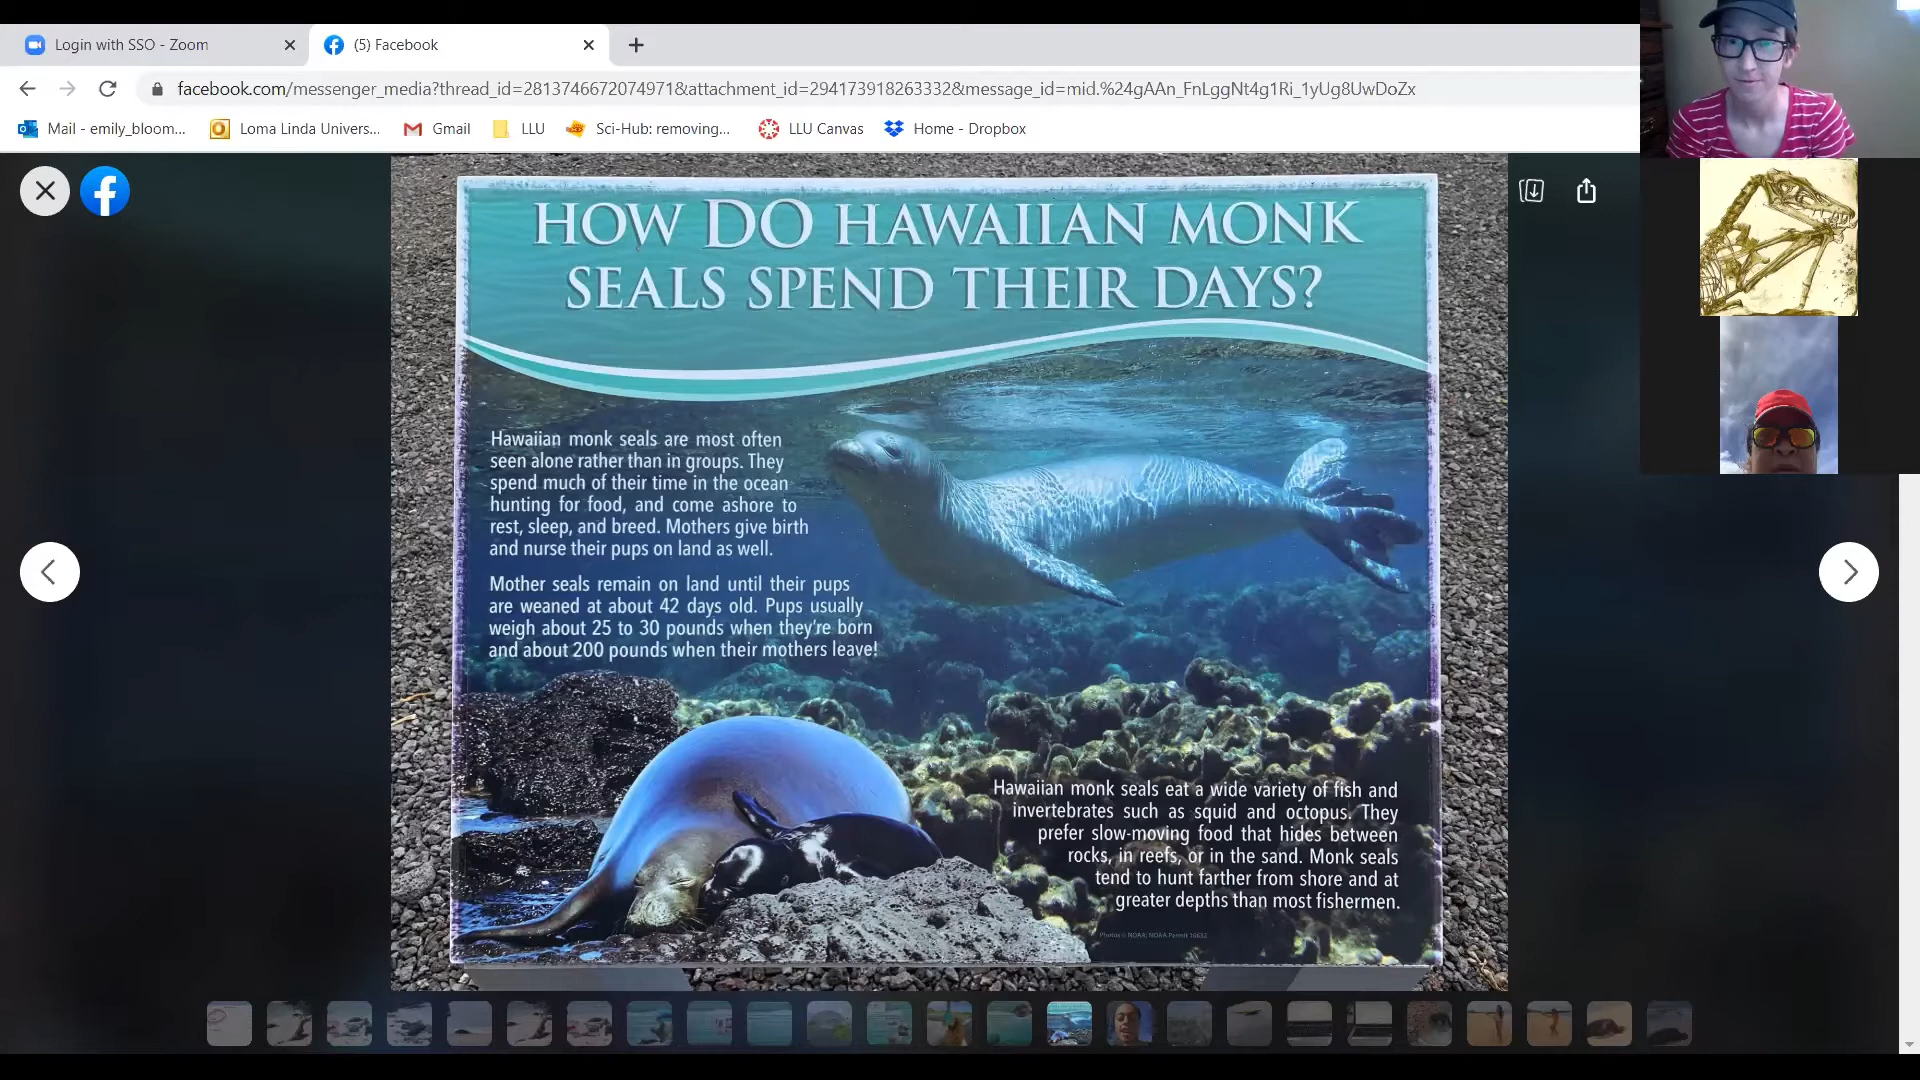 Login with SSO - Zoom
(5) Facebook
facebook.com/messenger_media?thread_id=2813746672074971&attachment_id=294173918263332&message_id=mid.%24gAAn_FnLggNt4g1Ri_1yUg8UwDoZx
Mail - emily_bloom...
Loma Linda Univers...
Gmail
LLU
Sci-Hub: removing...
LLU Canvas
Home - Dropbox
HOW DO HAWAIIAN MONK
SEALS SPEND THEIR DAYS?
Hawaiian monk seals are most often
seen alone rather than in groups. They
spend much of their time in the ocean
hunting for food, and come ashore to
rest, sleep, and breed. Mothers give birth
and nurse their pups on land as well.
Mother seals remain on land until their pups
are weaned at about 42 days old. Pups usually
weigh about 25 to 30 pounds when they're born
and about 200 pounds when their mothers leave!
Hawaiian monk seals eat a wide variety of fish and
invertebrates such as squid and octopus. They
prefer slow-moving food that hides between
rocks, in reefs, or in the sand. Monk seals
tend to hunt farther from shore and at
greater depths than most fishermen.
Photos © NOAA; NOAA Permit